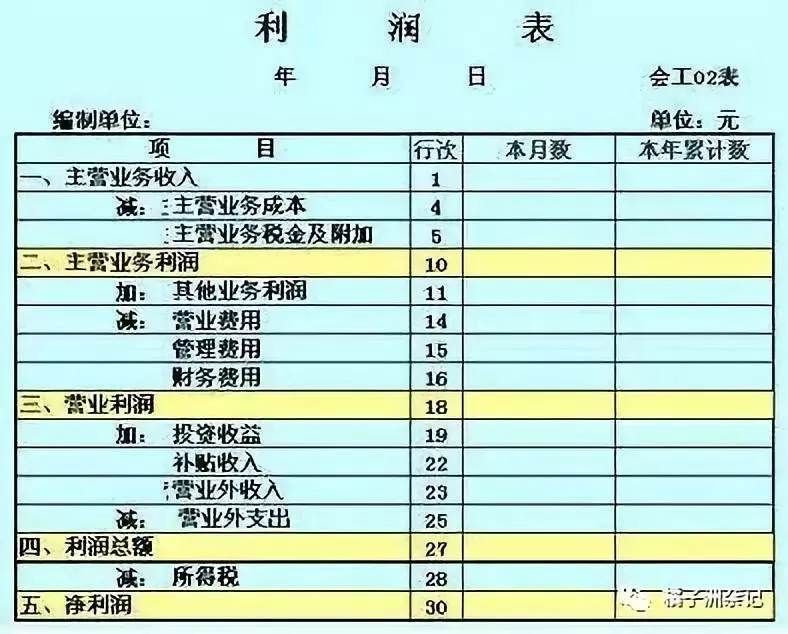 利 润 表
年 月 日 会工02表
编制单位: 单位:元
项 目 行次 本月数 本年累计数
一、主营业务收入 1
减: 主营业务成本 4
主营业务税金及附加 5
二、主营业务利润 10
加: 其他业务利润 11
减: 营业费用 14
管理费用 15
财务费用 16
三、营业利润 18
加: 投资收益 19
补贴收入 22
营业外收入 23
减: 营业外支出 25
四、利润总额 27
减: 所得税 28
五、净利润 30
橘子洲杂记